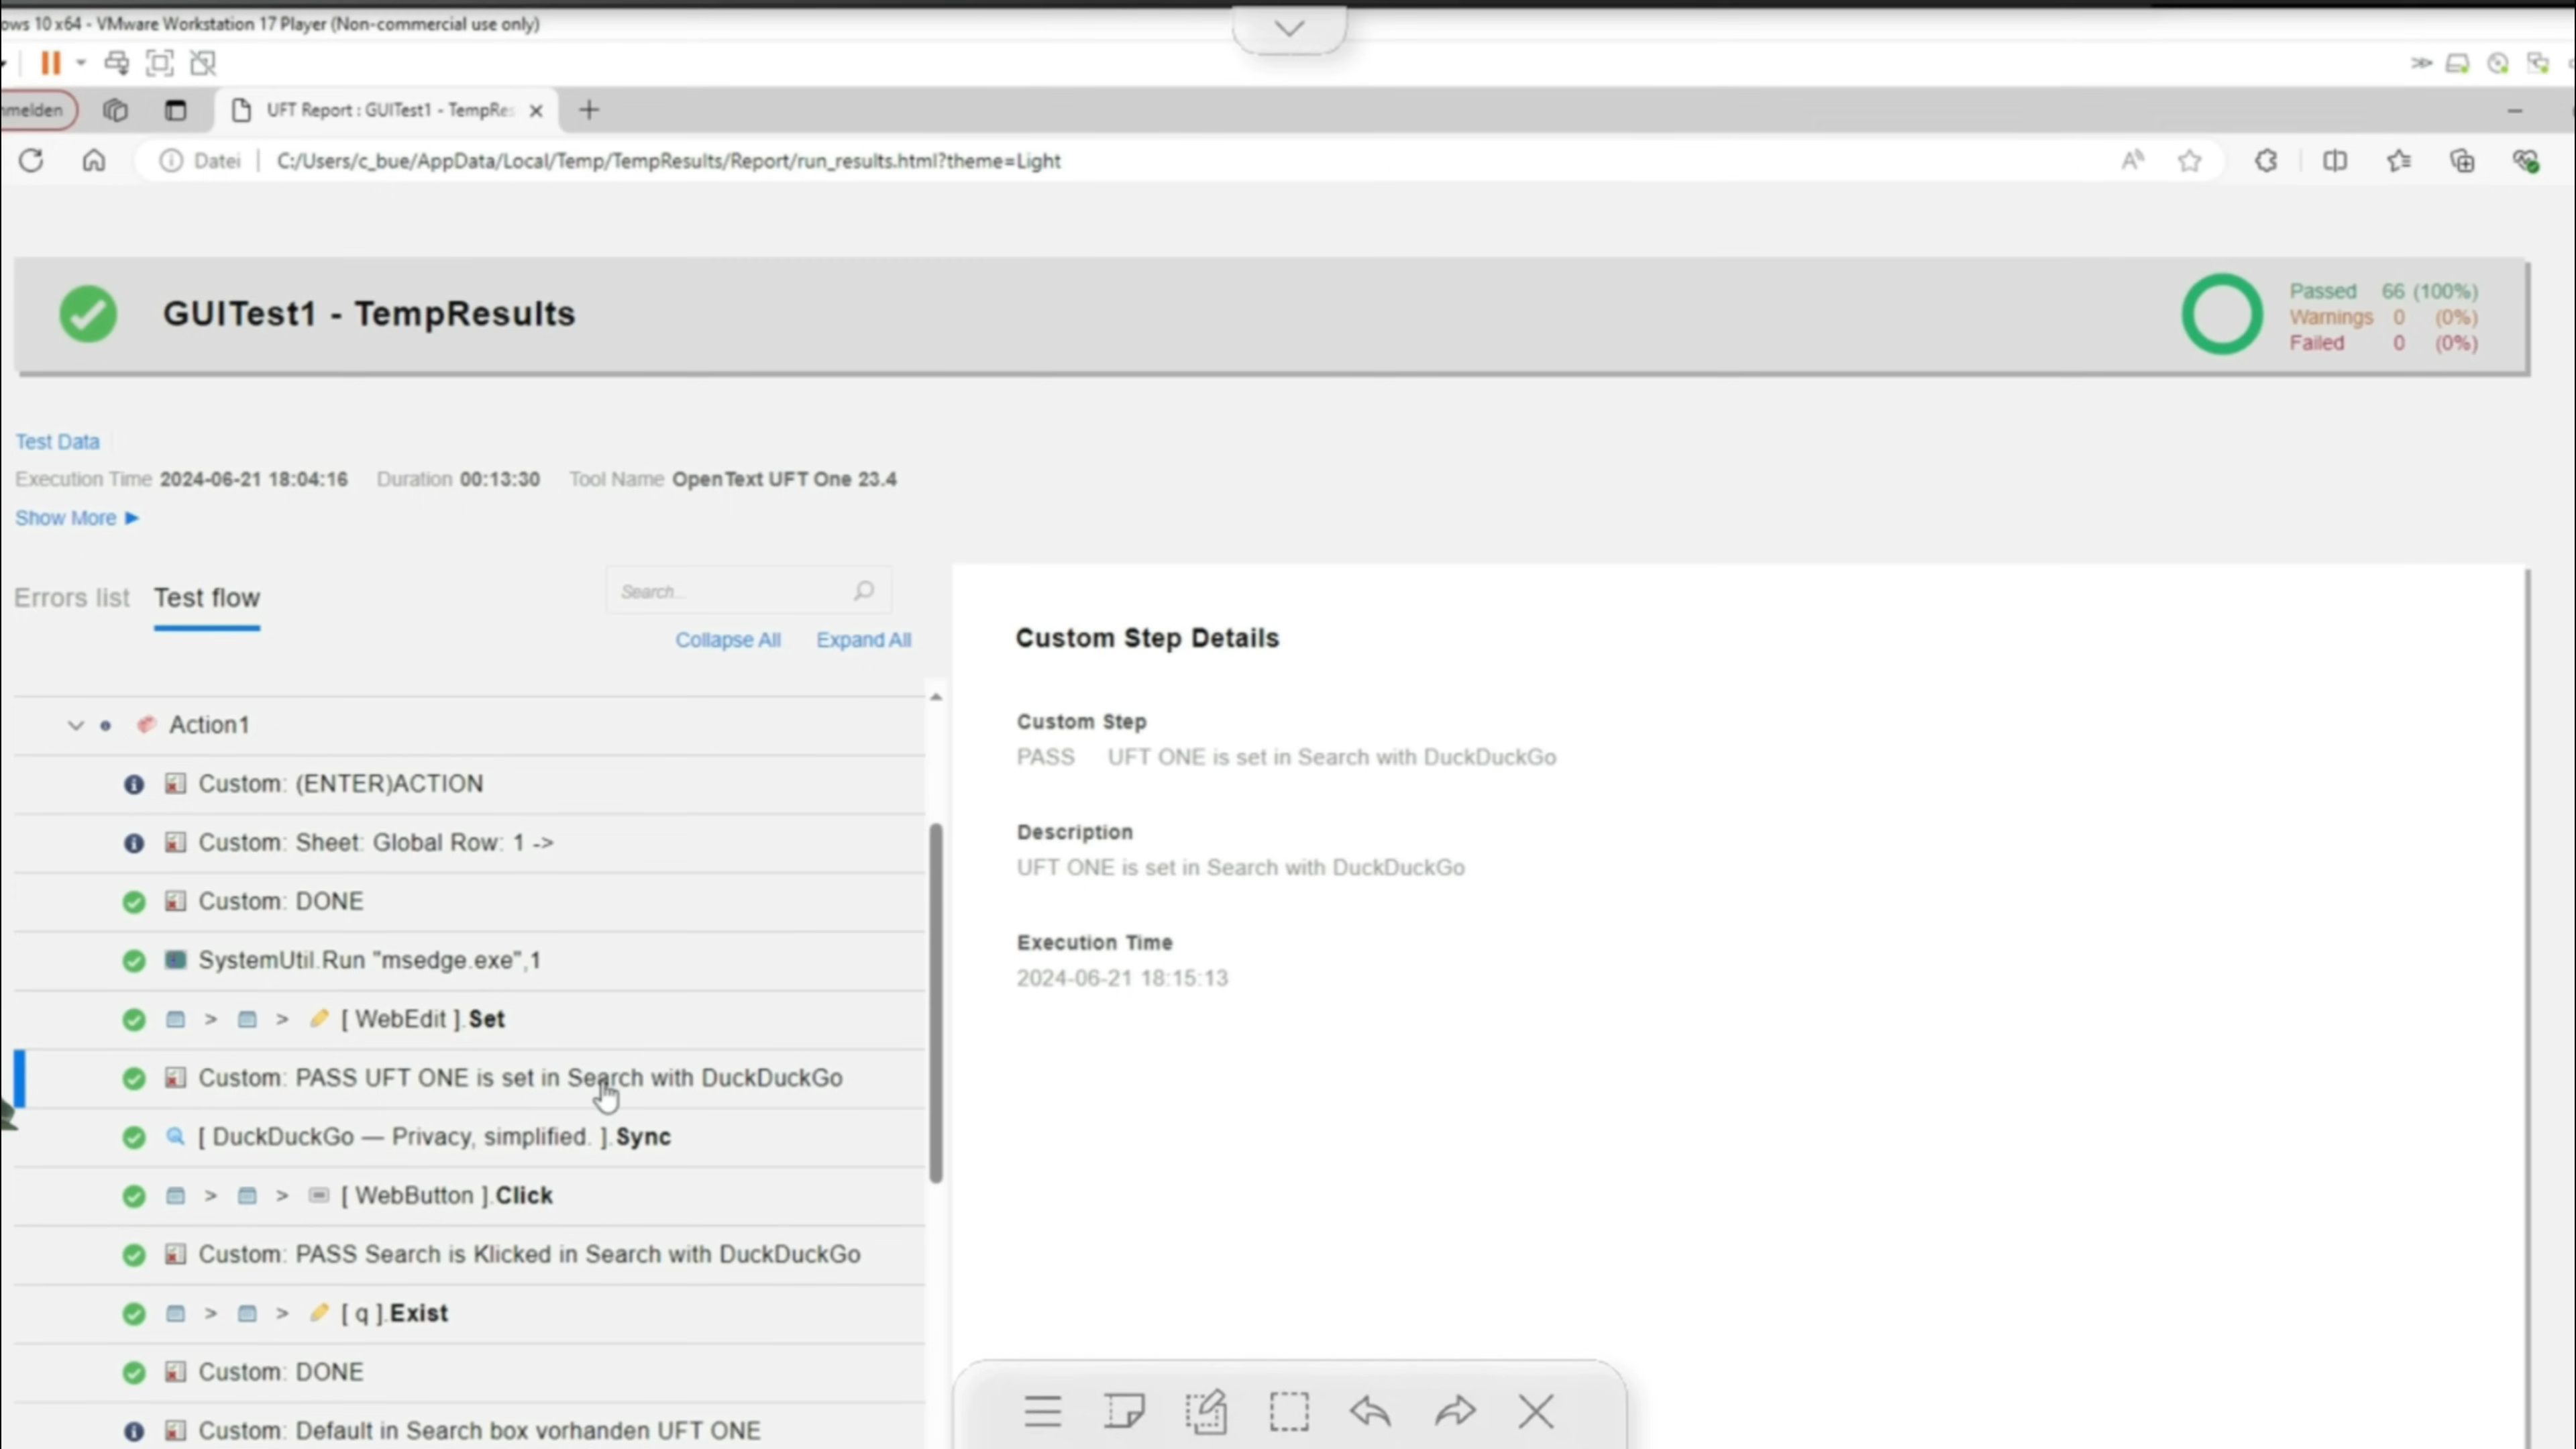 ows 10 x64 - VMware Workstation 17 Player (Non-commercial use only)
nmelden
UFT Report : GUITest1 - TempRes
Datei
C:/Users/c_bue/AppData/Local/Temp/TempResults/Report/run_results.html?theme=Light
GUITest1 - TempResults
Passed 66 (100%)
Warnings 0 (0%)
Failed 0 (0%)
Test Data
Execution Time 2024-06-21 18:04:16 Duration 00:13:30 Tool Name OpenText UFT One 23.4
Show More
Errors list Test flow
Search...
Collapse All Expand All
Action1
Custom: (ENTER)ACTION
Custom: Sheet: Global Row: 1 ->
Custom: DONE
SystemUtil.Run "msedge.exe",1
> > [ WebEdit ].Set
Custom: PASS UFT ONE is set in Search with DuckDuckGo
[ DuckDuckGo — Privacy, simplified. ].Sync
> > [ WebButton ].Click
Custom: PASS Search is Klicked in Search with DuckDuckGo
> > [ q ].Exist
Custom: DONE
Custom: Default in Search box vorhanden UFT ONE
Custom Step Details
Custom Step
PASS UFT ONE is set in Search with DuckDuckGo
Description
UFT ONE is set in Search with DuckDuckGo
Execution Time
2024-06-21 18:15:13